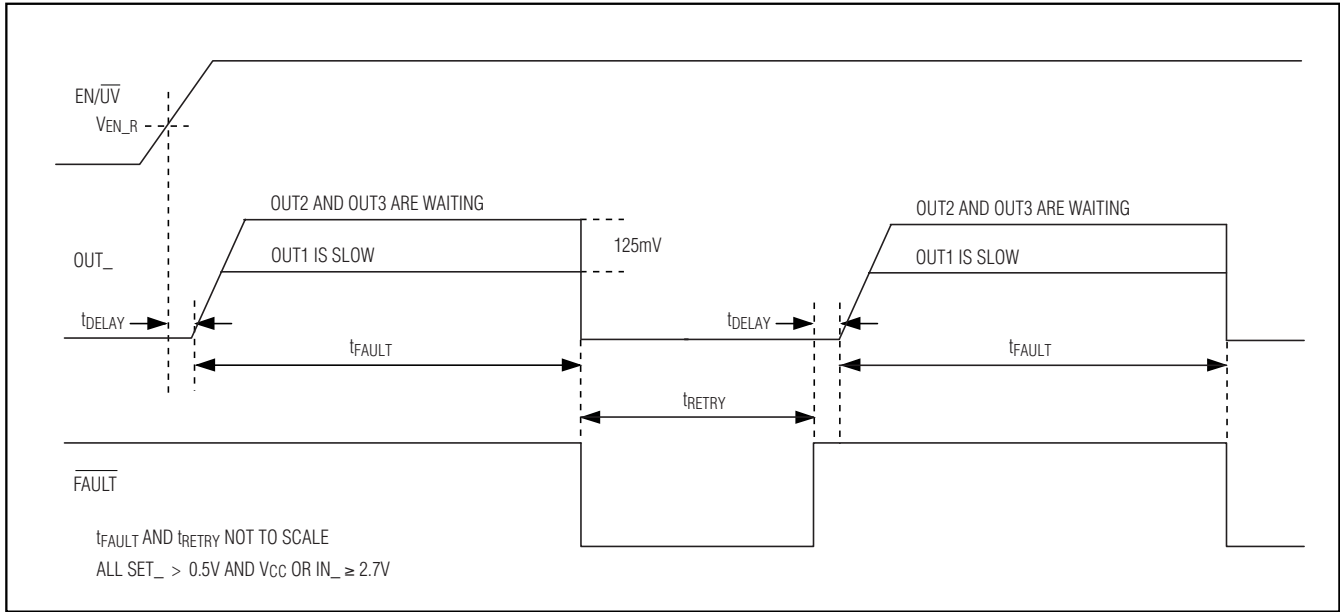 EN/U̅V̅
VEN_R
OUT2 AND OUT3 ARE WAITING
OUT2 AND OUT3 ARE WAITING
125mV
OUT_
OUT1 IS SLOW
OUT1 IS SLOW
tDELAY
tDELAY
tFAULT
tFAULT
tRETRY
F̅A̅U̅L̅T̅
tFAULT AND tRETRY NOT TO SCALE
ALL SET_ > 0.5V AND VCC OR IN_ ≥ 2.7V